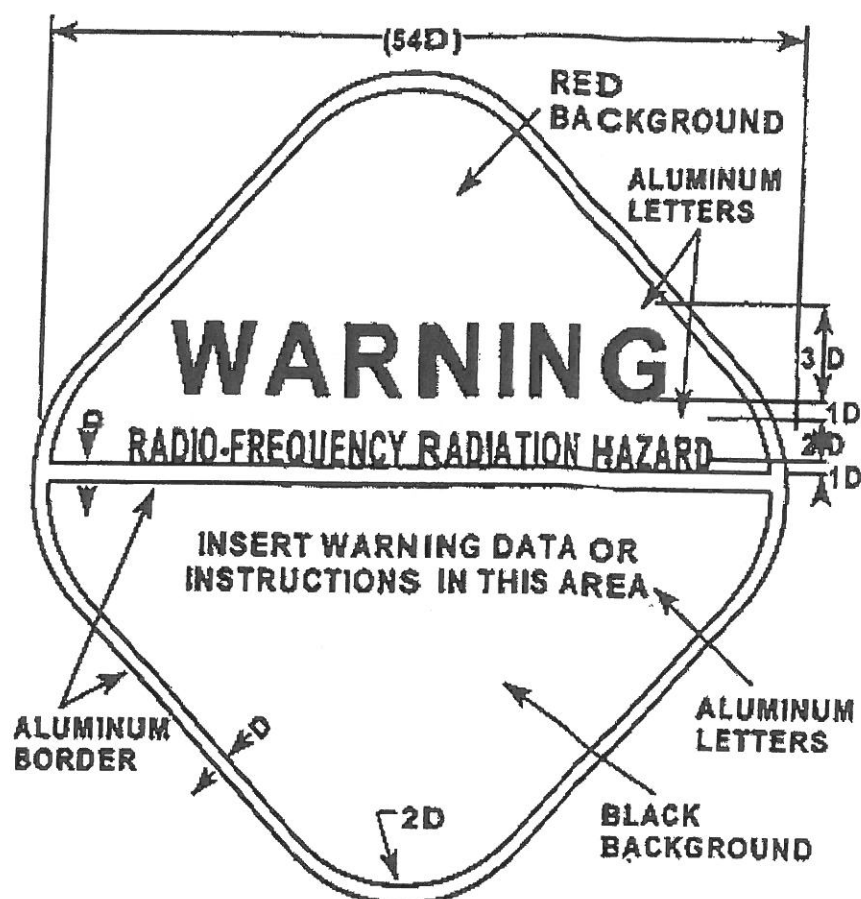 (54D)
RED
BACKGROUND
ALUMINUM
LETTERS
WARNING
3D
1D
D
RADIO-FREQUENCY RADIATION HAZARD
2D
1D
INSERT WARNING DATA OR
INSTRUCTIONS IN THIS AREA
ALUMINUM
BORDER
D
ALUMINUM
LETTERS
2D
BLACK
BACKGROUND